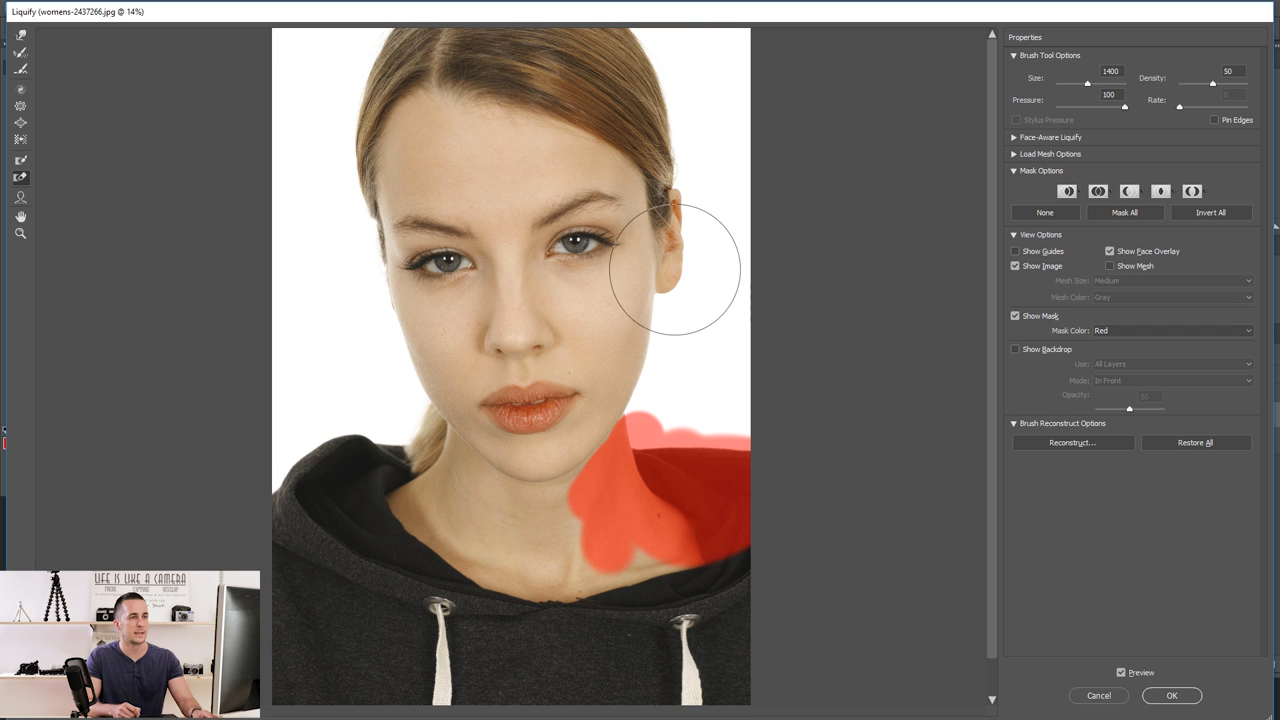 Liquify (womens-2437266.jpg @ 14%)
Properties
Brush Tool Options
Size: 1400 Density: 50
Pressure: 100 Rate:
Stylus Pressure Pin Edges
Face-Aware Liquify
Load Mesh Options
Mask Options
None Mask All Invert All
View Options
Show Guides Show Face Overlay
Show Image Show Mesh
Mesh Size: Medium
Mesh Color: Gray
Show Mask
Mask Color: Red
Show Backdrop
Use: All Layers
Mode: In Front
Opacity: 50
Brush Reconstruct Options
Reconstruct... Restore All
LIFE IS LIKE A CAMERA
FOCUS CAPTURE DEVELOP
Preview
Cancel OK